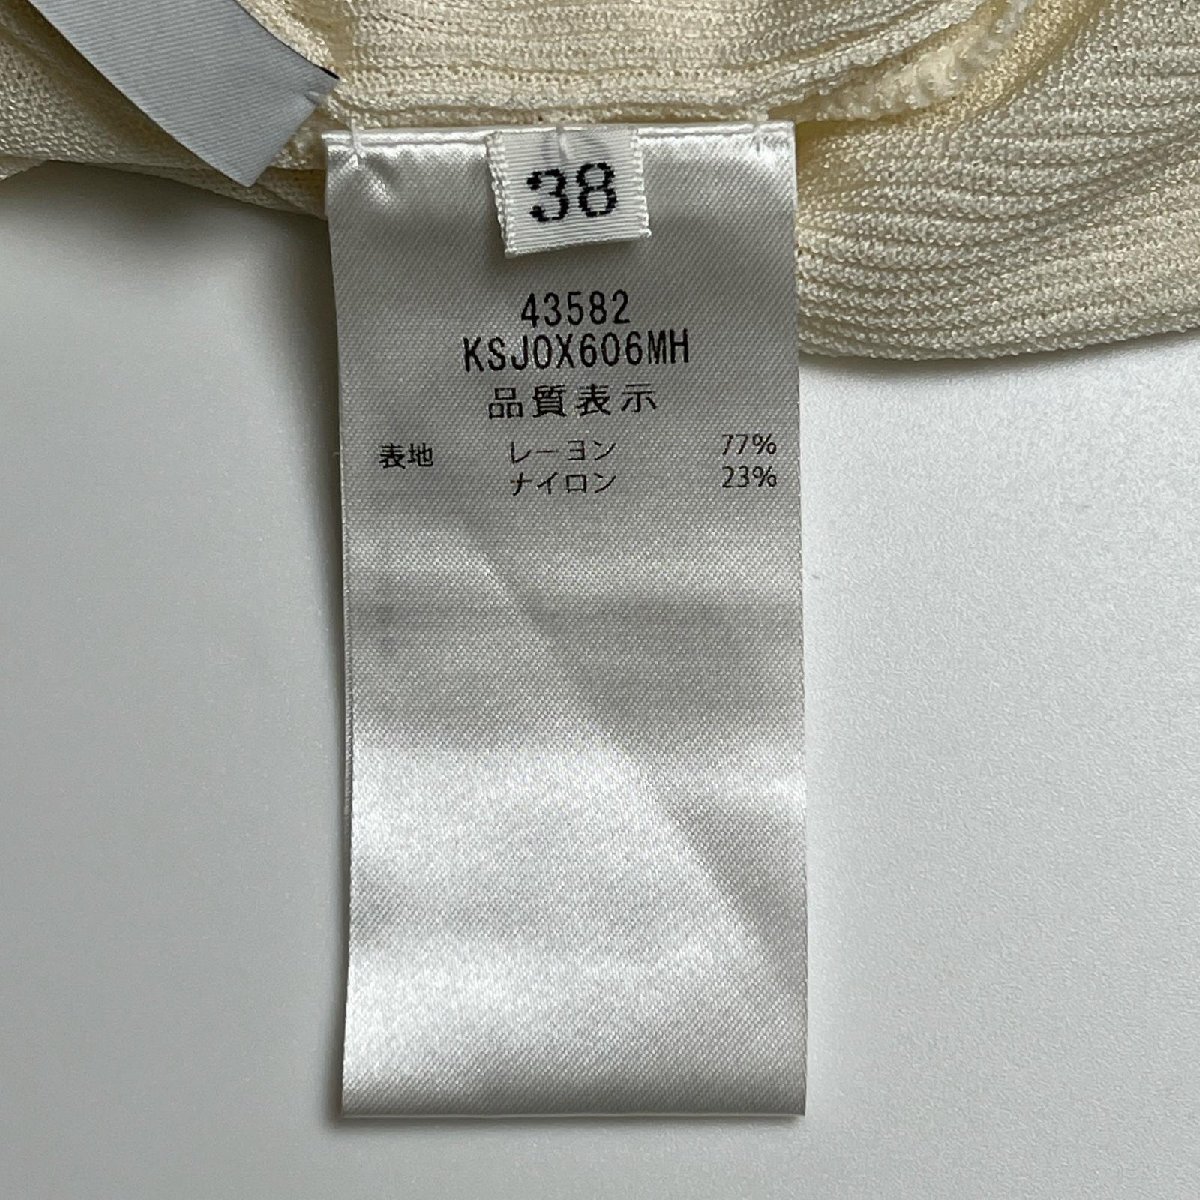 38
43582
KSJOX606MH
品質表示
表地 レーヨン 77%
ナイロン 23%